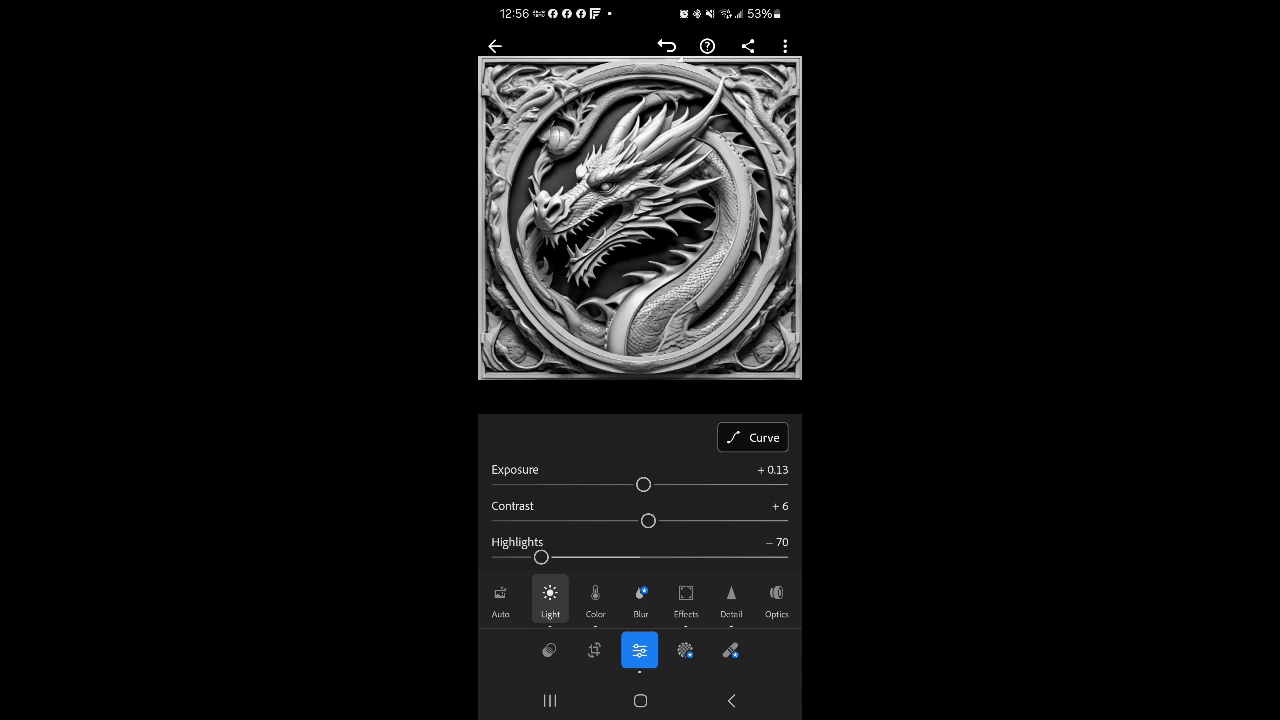 12:56 53%
Curve
Exposure + 0.13
Contrast + 6
Highlights – 70
Auto Light Color Blur Effects Detail Optics